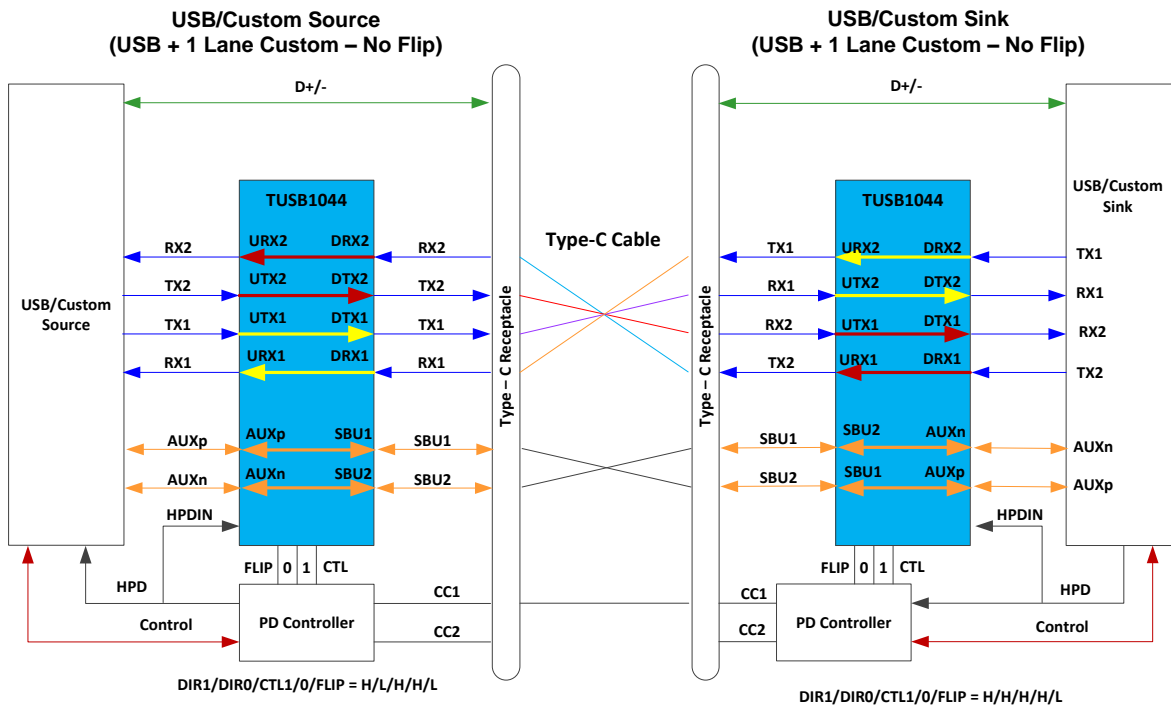 USB/Custom Source
(USB + 1 Lane Custom – No Flip)
USB/Custom Sink
(USB + 1 Lane Custom – No Flip)
D+/-
D+/-
TUSB1044
TUSB1044
USB/Custom
Source
USB/Custom
Sink
Type-C Cable
Type – C Receptacle
Type – C Receptacle
RX2
URX2
DRX2
RX2
TX1
URX2
DRX2
TX1
TX2
UTX2
DTX2
TX2
RX1
UTX2
DTX2
RX1
TX1
UTX1
DTX1
TX1
RX2
UTX1
DTX1
RX2
RX1
URX1
DRX1
RX1
TX2
URX1
DRX1
TX2
AUXp
AUXp
SBU1
SBU1
SBU1
SBU2
AUXn
AUXn
AUXn
AUXn
SBU2
SBU2
SBU2
SBU1
AUXp
AUXp
HPDIN
HPDIN
FLIP
0
1
CTL
FLIP
0
1
CTL
HPD
HPD
Control
Control
PD Controller
PD Controller
CC1
CC2
CC1
CC2
DIR1/DIR0/CTL1/0/FLIP = H/L/H/H/L
DIR1/DIR0/CTL1/0/FLIP = H/H/H/H/L